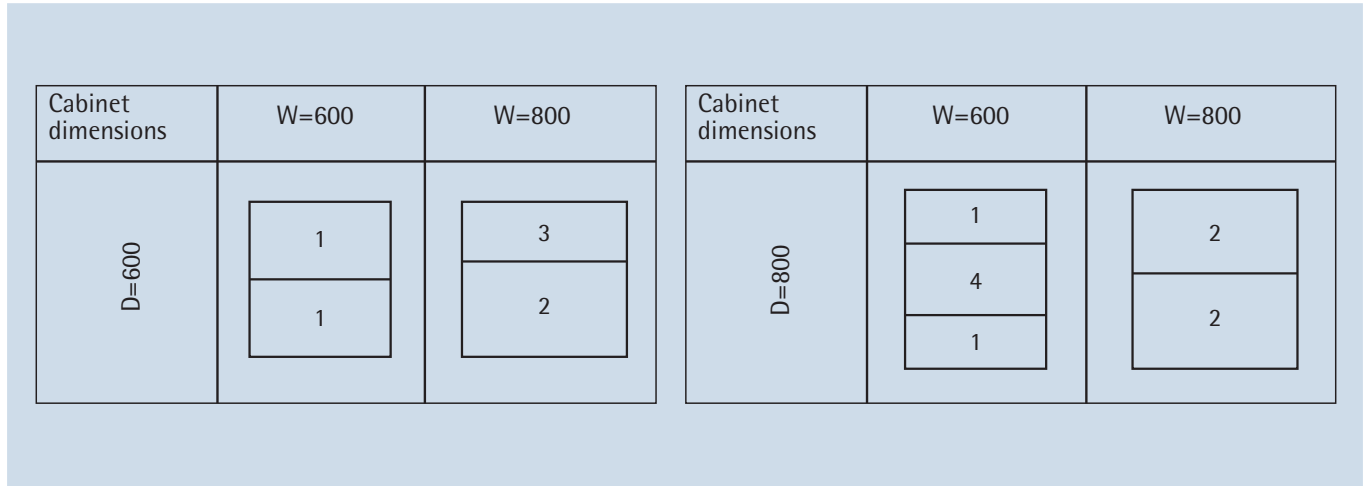 Cabinet
dimensions
W=600
W=800
D=600
1
1
3
2
Cabinet
dimensions
W=600
W=800
D=800
1
4
1
2
2